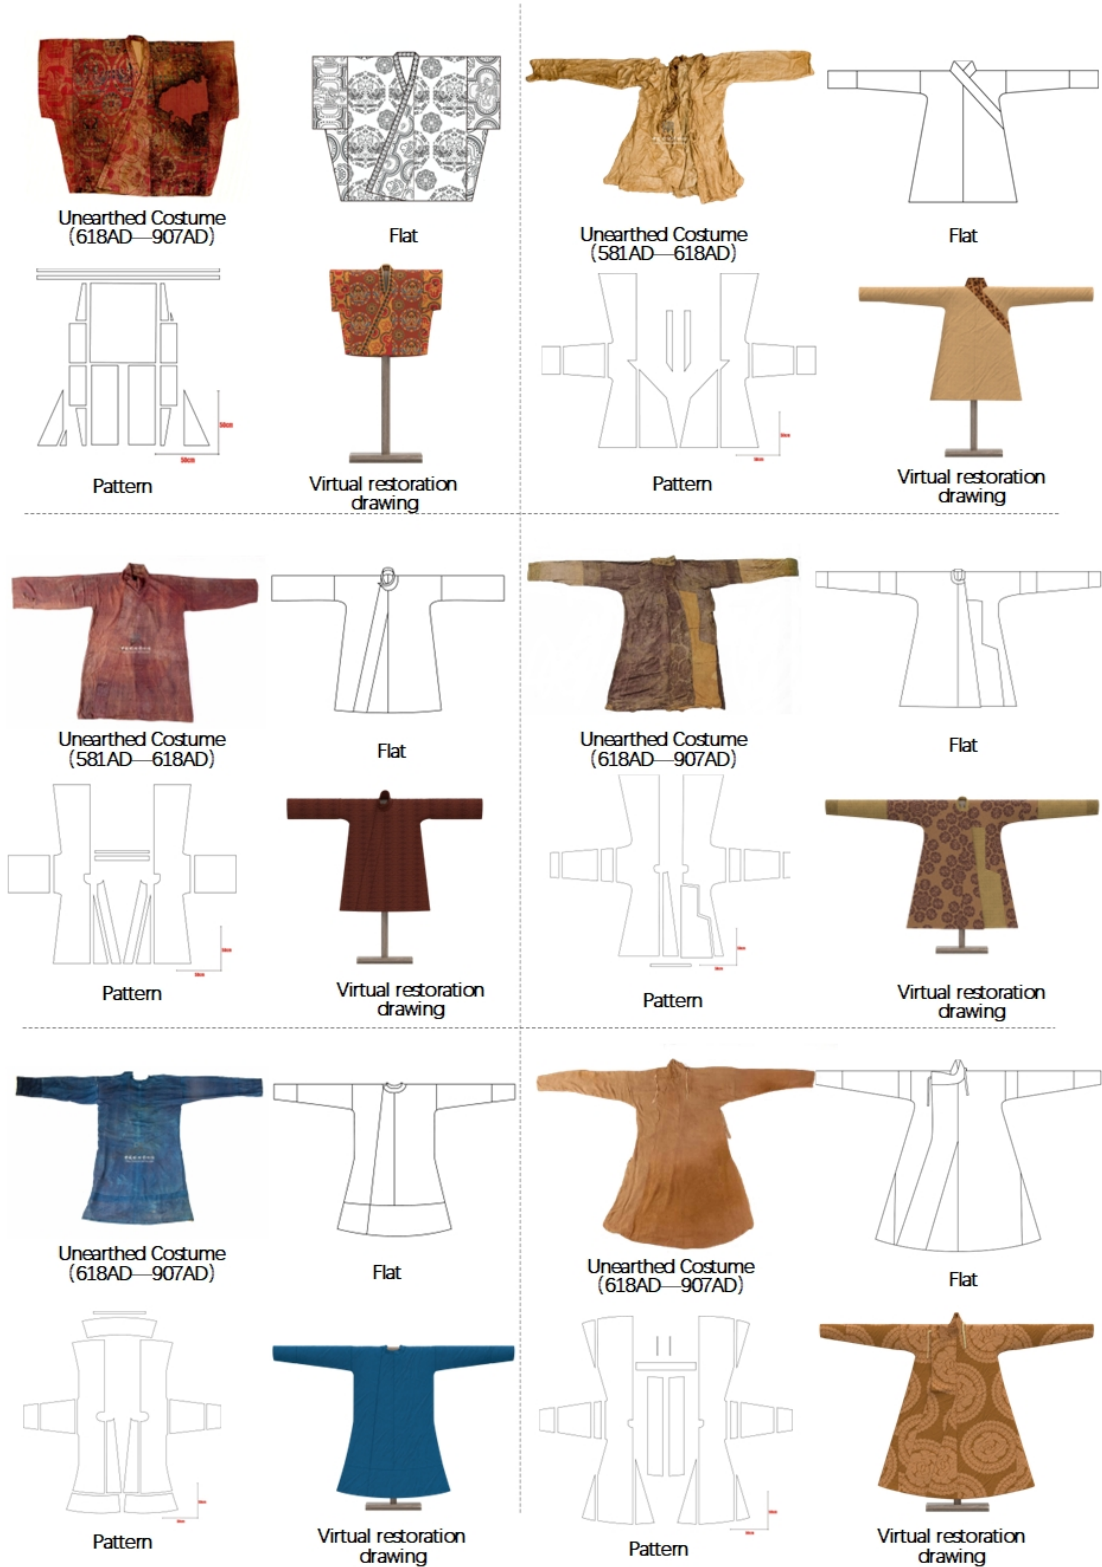 Unearthed Costume
(618AD—907AD)
Flat
Pattern
50cm
50cm
Virtual restoration
drawing
Unearthed Costume
(581AD—618AD)
Flat
Pattern
Virtual restoration
drawing
Unearthed Costume
(581AD—618AD)
Flat
Pattern
Virtual restoration
drawing
Unearthed Costume
(618AD—907AD)
Flat
Pattern
Virtual restoration
drawing
Unearthed Costume
(618AD—907AD)
Flat
Pattern
Virtual restoration
drawing
Unearthed Costume
(618AD—907AD)
Flat
Pattern
Virtual restoration
drawing